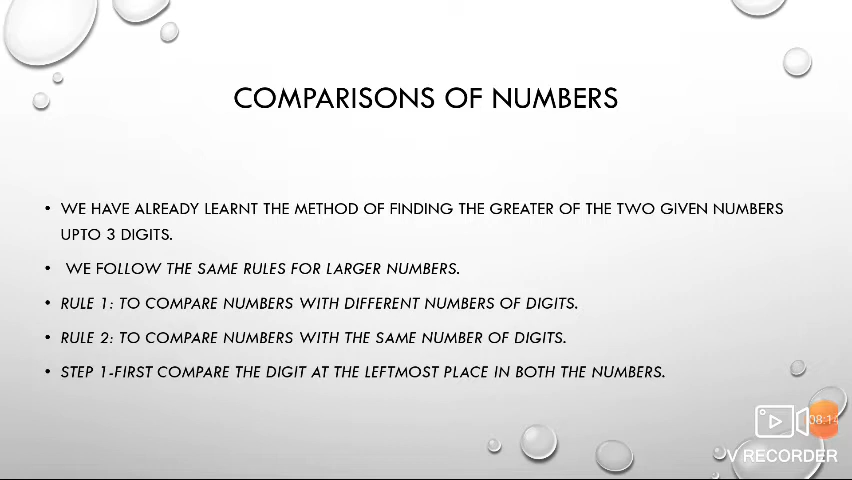 COMPARISONS OF NUMBERS
• WE HAVE ALREADY LEARNT THE METHOD OF FINDING THE GREATER OF THE TWO GIVEN NUMBERS
UPTO 3 DIGITS.
• WE FOLLOW THE SAME RULES FOR LARGER NUMBERS.
• RULE 1: TO COMPARE NUMBERS WITH DIFFERENT NUMBERS OF DIGITS.
• RULE 2: TO COMPARE NUMBERS WITH THE SAME NUMBER OF DIGITS.
• STEP 1-FIRST COMPARE THE DIGIT AT THE LEFTMOST PLACE IN BOTH THE NUMBERS.
08:14
V RECORDER